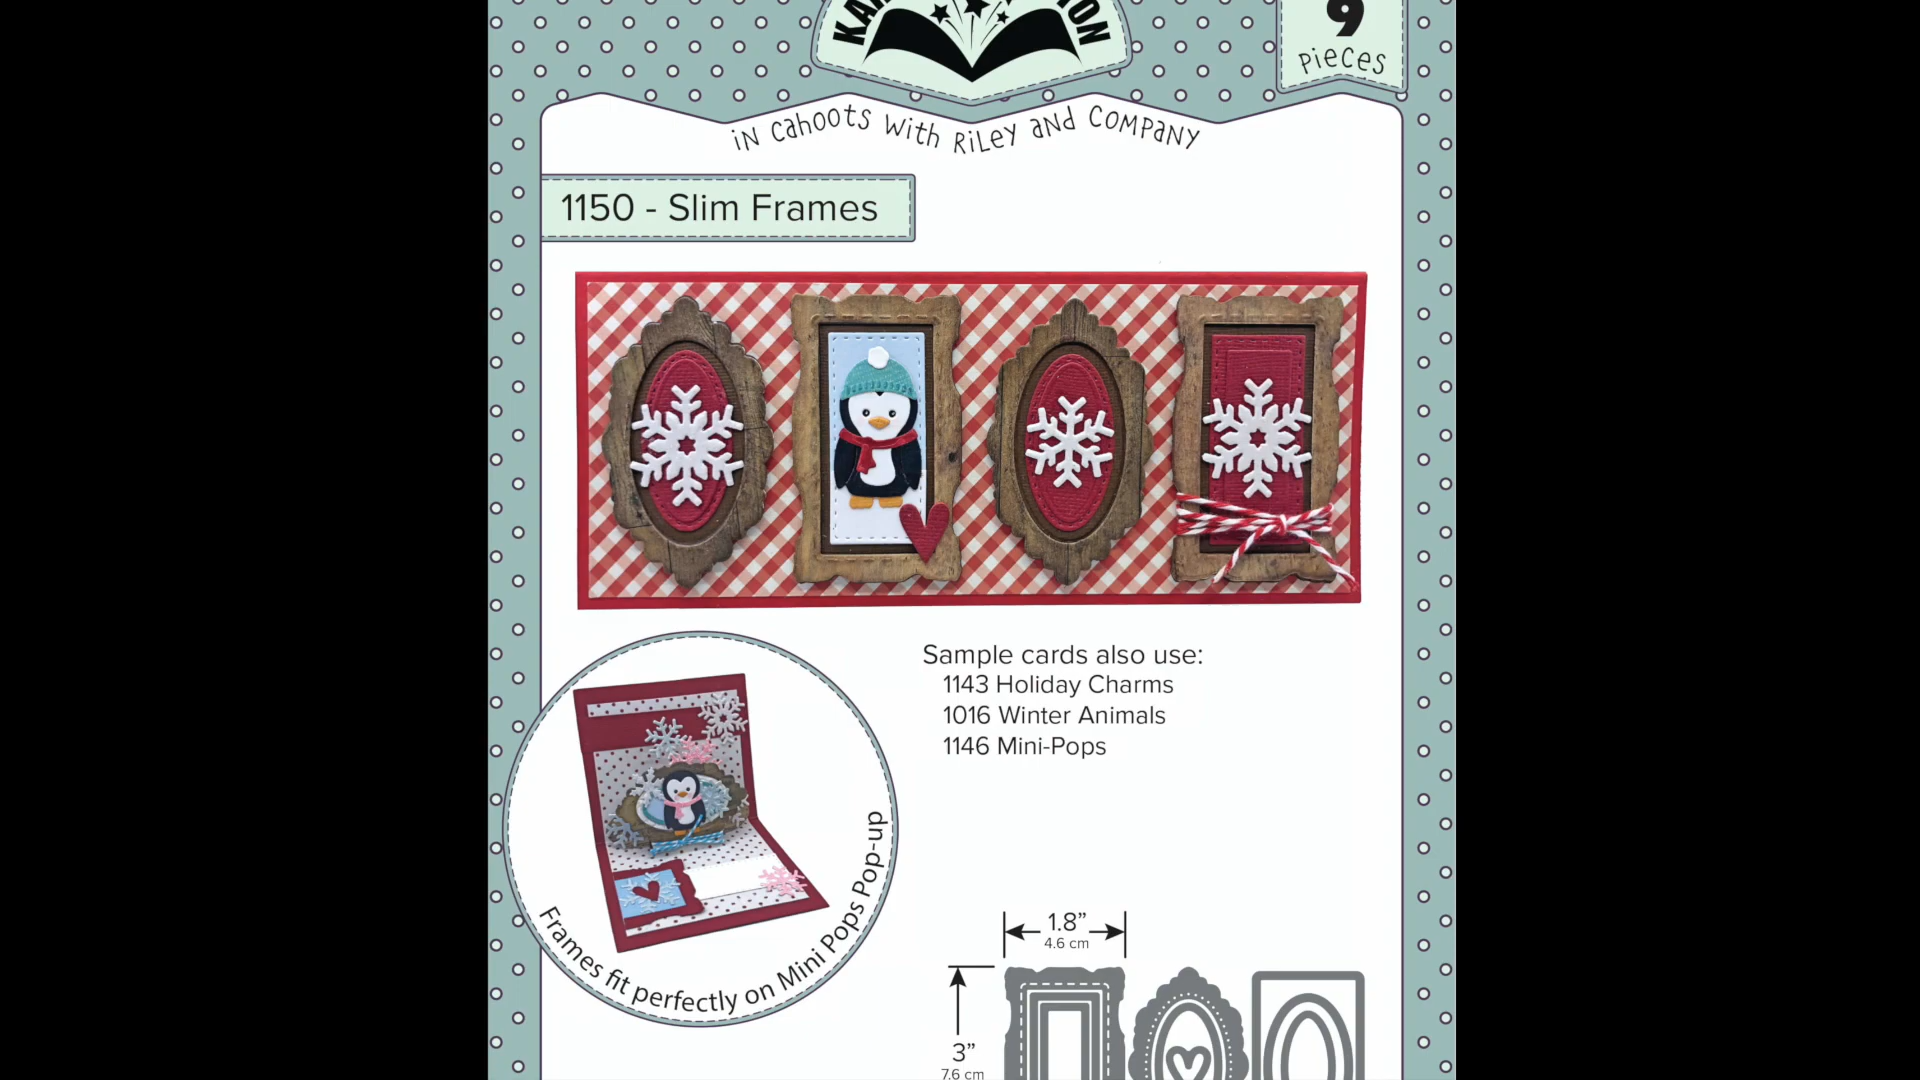 9
Pieces
in cahoots with Riley and Company
1150 - Slim Frames
Sample cards also use:
1143 Holiday Charms
1016 Winter Animals
1146 Mini-Pops
Frames fit perfectly on Mini Pops Pop-up
1.8”
4.6 cm
3”
7.6 cm